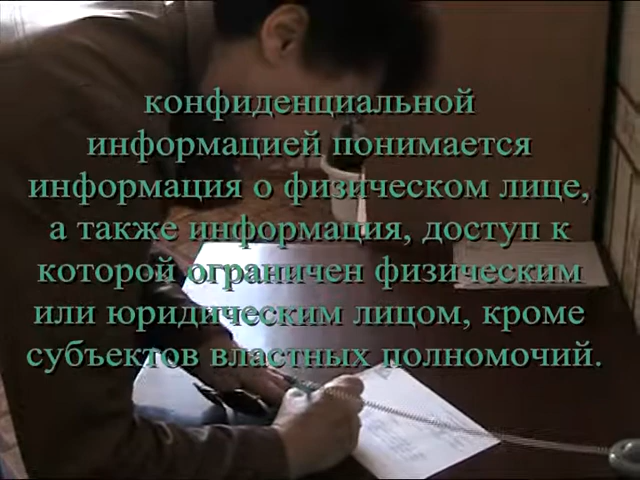 конфиденциальной
информацией понимается
информация о физическом лице,
а также информация, доступ к
которой ограничен физическим
или юридическим лицом, кроме
субъектов властных полномочий.